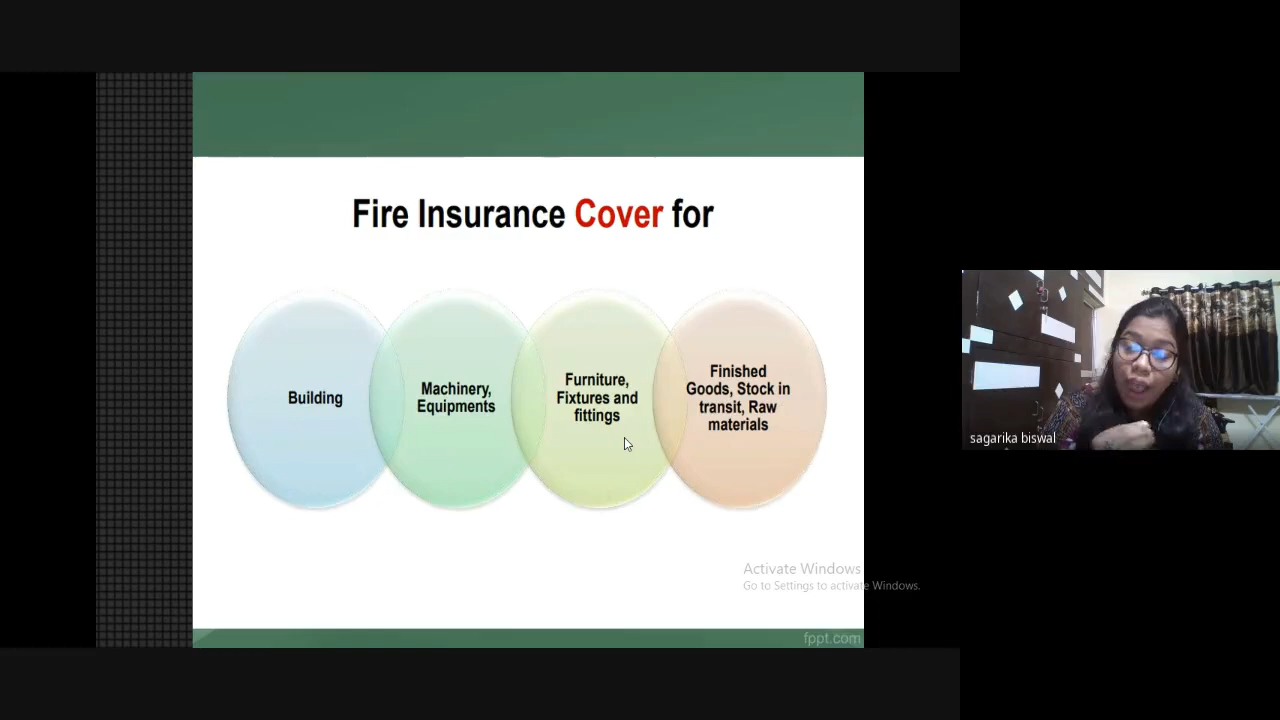 Fire Insurance Cover for
Building
Machinery,
Equipments
Furniture,
Fixtures and
fittings
Finished
Goods, Stock in
transit, Raw
materials
sagarika biswal
Activate Windows
Go to Settings to activate Windows.
fppt.com